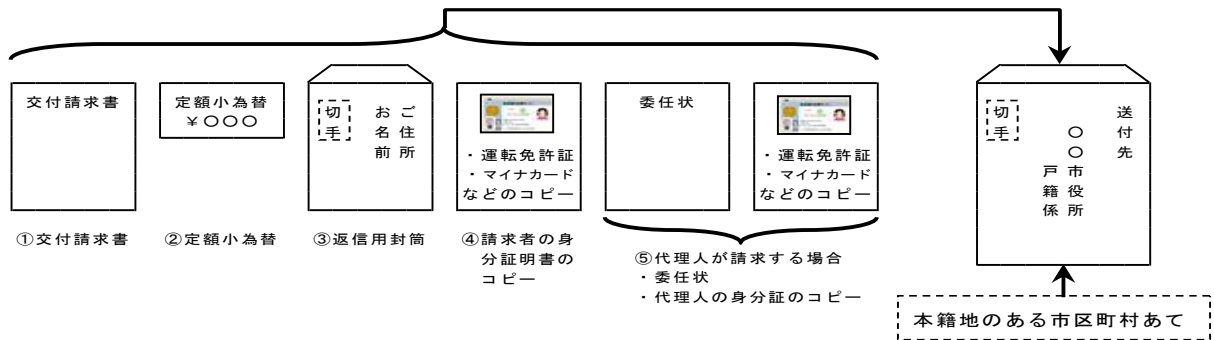 交付請求書
定額小為替
¥〇〇〇
切手
ご住所
お名前
・運転免許証
・マイナカード
などのコピー
委任状
・運転免許証
・マイナカード
などのコピー
切手
送付先
〇〇市役所
戸籍係
①交付請求書
②定額小為替
③返信用封筒
④請求者の身
分証明書の
コピー
⑤代理人が請求する場合
・委任状
・代理人の身分証のコピー
本籍地のある市区町村あて